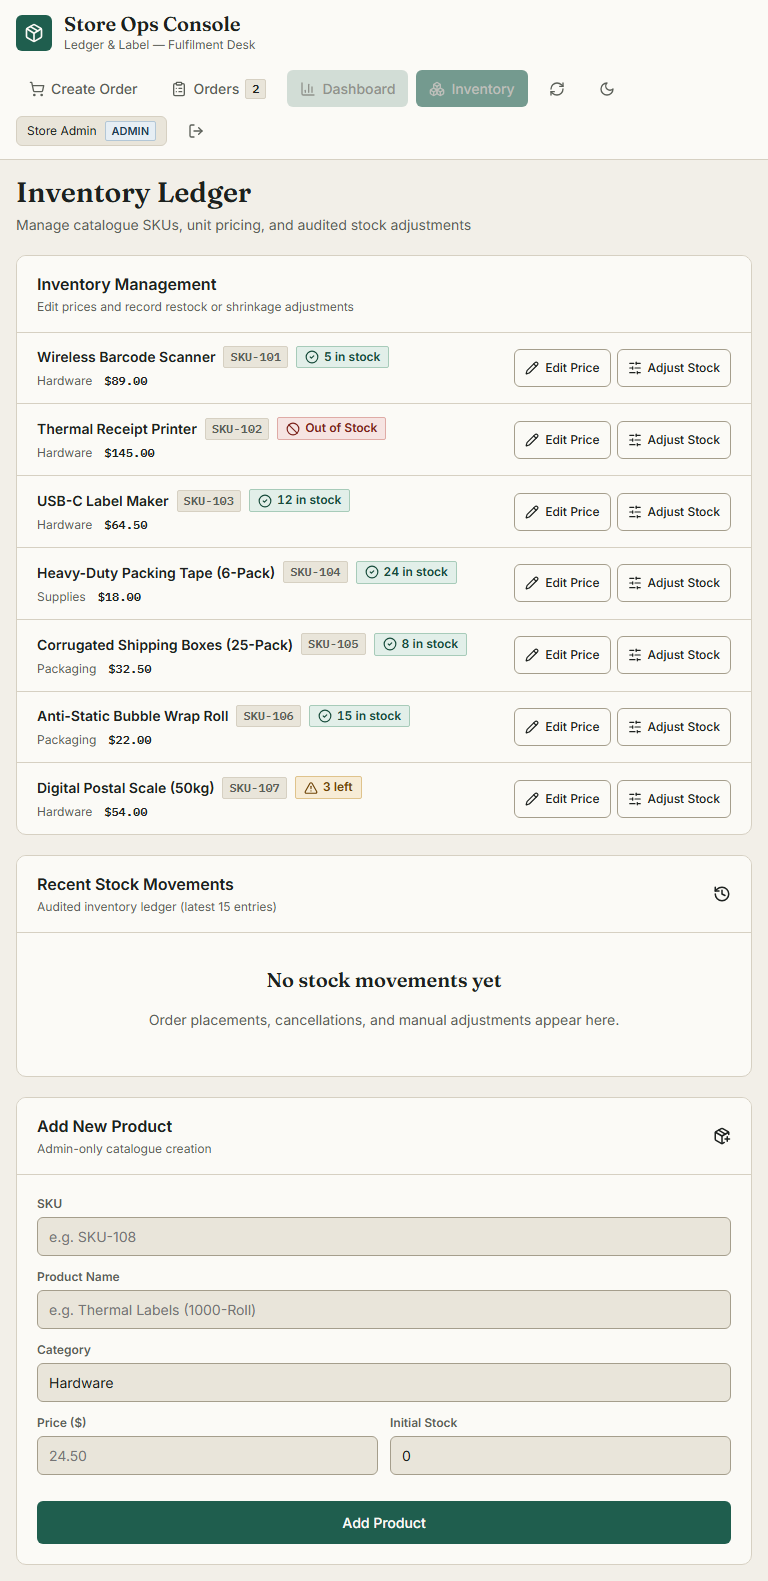 Store Ops Console
Ledger & Label — Fulfilment Desk
Create Order
Orders 2
Dashboard
Inventory
Store Admin ADMIN
Inventory Ledger
Manage catalogue SKUs, unit pricing, and audited stock adjustments
Inventory Management
Edit prices and record restock or shrinkage adjustments
Wireless Barcode Scanner SKU-101 5 in stock
Hardware $89.00
Edit Price Adjust Stock
Thermal Receipt Printer SKU-102 Out of Stock
Hardware $145.00
Edit Price Adjust Stock
USB-C Label Maker SKU-103 12 in stock
Hardware $64.50
Edit Price Adjust Stock
Heavy-Duty Packing Tape (6-Pack) SKU-104 24 in stock
Supplies $18.00
Edit Price Adjust Stock
Corrugated Shipping Boxes (25-Pack) SKU-105 8 in stock
Packaging $32.50
Edit Price Adjust Stock
Anti-Static Bubble Wrap Roll SKU-106 15 in stock
Packaging $22.00
Edit Price Adjust Stock
Digital Postal Scale (50kg) SKU-107 3 left
Hardware $54.00
Edit Price Adjust Stock
Recent Stock Movements
Audited inventory ledger (latest 15 entries)
No stock movements yet
Order placements, cancellations, and manual adjustments appear here.
Add New Product
Admin-only catalogue creation
SKU
e.g. SKU-108
Product Name
e.g. Thermal Labels (1000-Roll)
Category
Hardware
Price ($) Initial Stock
24.50 0
Add Product